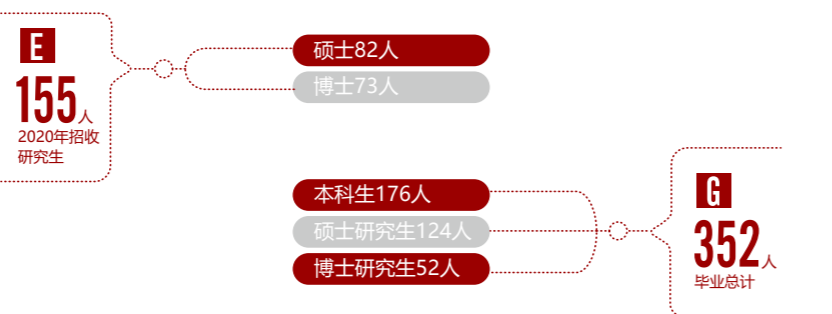 E
155人
2020年招收
研究生
硕士82人
博士73人
本科生176人
硕士研究生124人
博士研究生52人
G
352人
毕业总计